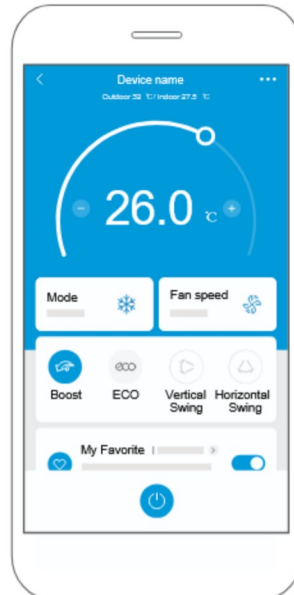 Device name
Outdoor 32 ℃/ Indoor 27.5 ℃
26.0 ℃
Mode
Fan speed
eco
Boost
ECO
Vertical Swing
Horizontal Swing
My Favorite